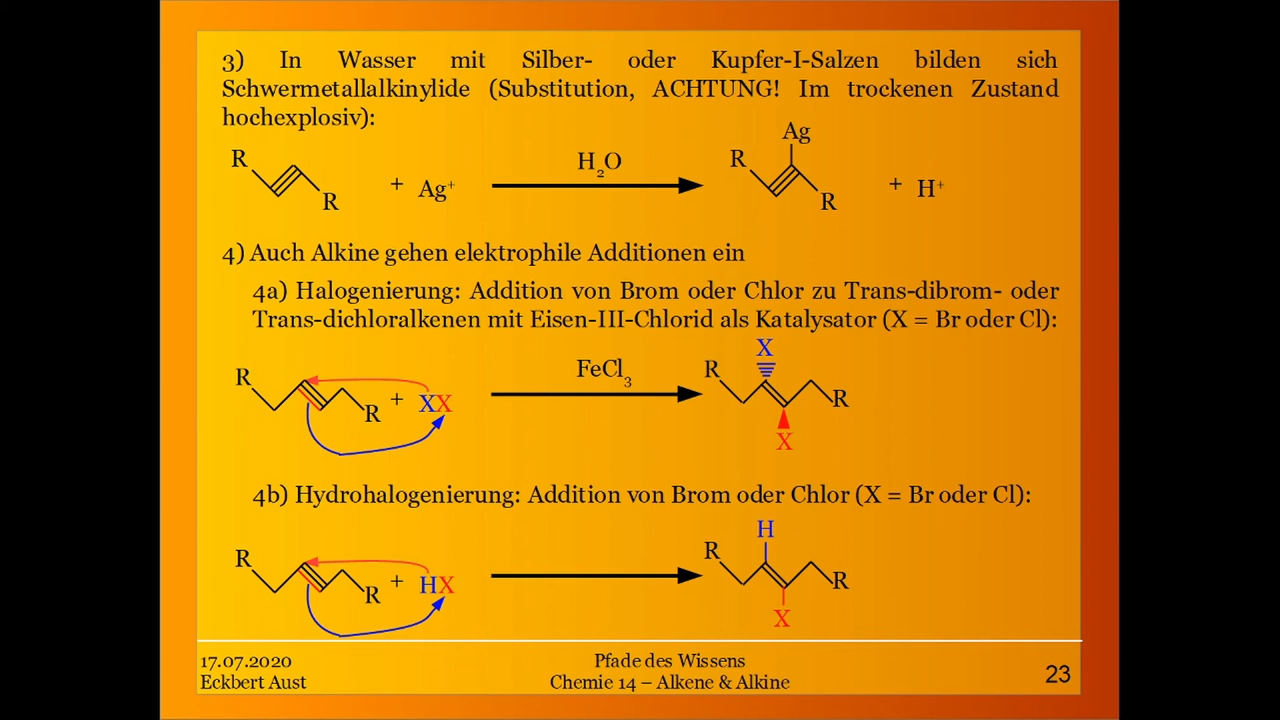 3) In Wasser mit Silber- oder Kupfer-I-Salzen bilden sich
Schwermetallalkinylide (Substitution, ACHTUNG! Im trockenen Zustand
hochexplosiv):
Ag
R R + Ag⁺ H₂O R R + H⁺
4) Auch Alkine gehen elektrophile Additionen ein
4a) Halogenierung: Addition von Brom oder Chlor zu Trans-dibrom- oder
Trans-dichloralkenen mit Eisen-III-Chlorid als Katalysator (X = Br oder Cl):
X
R R + XX FeCl₃ R R
X
4b) Hydrohalogenierung: Addition von Brom oder Chlor (X = Br oder Cl):
H
R R + HX R R
X
17.07.2020
Eckbert Aust
Pfade des Wissens
Chemie 14 – Alkene & Alkine
23